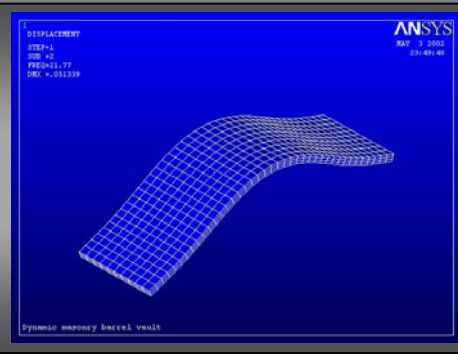 1
DISPLACEMENT
STEP=1
SUB =2
FREQ=21.77
DMX =.051339
ANSYS
MAY 3 2002
23:49:48
Dynamic masonry barrel vault